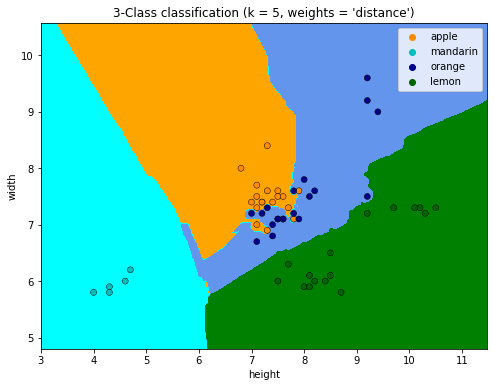 3-Class classification (k = 5, weights = 'distance')
apple
mandarin
orange
lemon
width
10
9
8
7
6
5
3
4
5
6
7
8
9
10
11
height